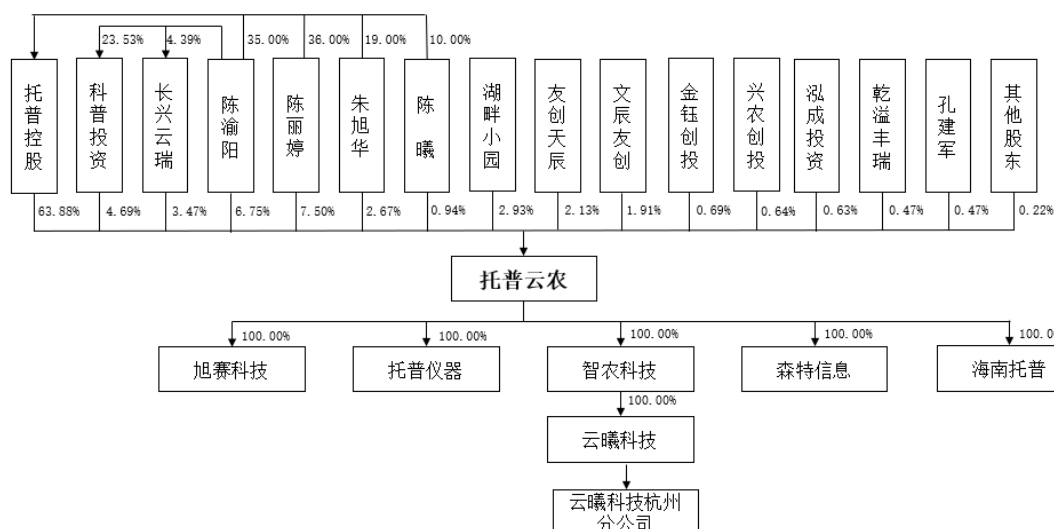 23.53% 4.39% 35.00% 36.00% 19.00% 10.00%
托普控股
科普投资
长兴云瑞
陈渝阳
陈丽婷
朱旭华
陈曦
湖畔小园
友创天辰
文辰友创
金钰创投
兴农创投
泓成投资
乾溢丰瑞
孔建军
其他股东
63.88% 4.69% 3.47% 6.75% 7.50% 2.67% 0.94% 2.93% 2.13% 1.91% 0.69% 0.64% 0.63% 0.47% 0.47% 0.22%
托普云农
100.00% 100.00% 100.00% 100.00% 100.0
旭赛科技 托普仪器 智农科技 森特信息 海南托普
100.00%
云曦科技
云曦科技杭州
分公司